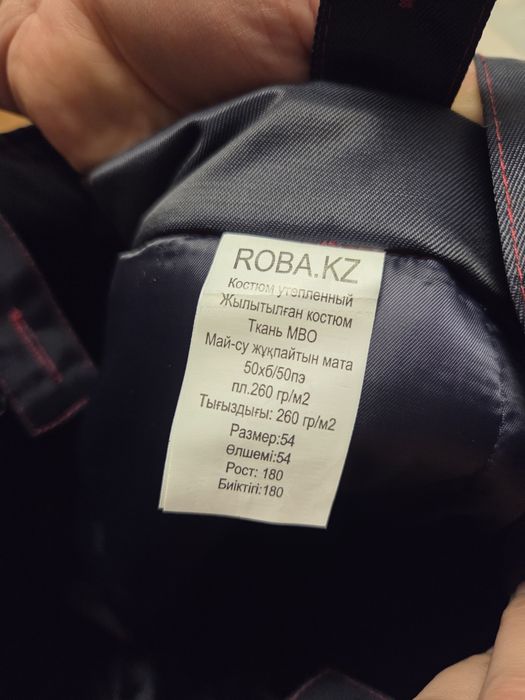 ROBA.KZ
Костюм утепленный
Жылытылған костюм
Ткань МВО
Май-су жұқпайтын мата
50хб/50пэ
пл.260 гр/м2
Тығыздығы: 260 гр/м2
Размер:54
Өлшемі:54
Рост: 180
Биіктігі:180